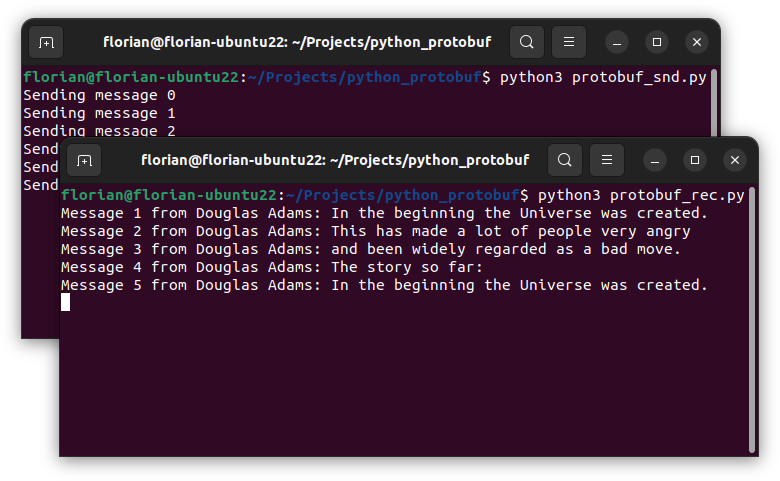 florian@florian-ubuntu22: ~/Projects/python_protobuf
florian@florian-ubuntu22:~/Projects/python_protobuf$ python3 protobuf_snd.py
Sending message 0
Sending message 1
Sending message 2
Send
Send
Send
florian@florian-ubuntu22: ~/Projects/python_protobuf
florian@florian-ubuntu22:~/Projects/python_protobuf$ python3 protobuf_rec.py
Message 1 from Douglas Adams: In the beginning the Universe was created.
Message 2 from Douglas Adams: This has made a lot of people very angry
Message 3 from Douglas Adams: and been widely regarded as a bad move.
Message 4 from Douglas Adams: The story so far:
Message 5 from Douglas Adams: In the beginning the Universe was created.